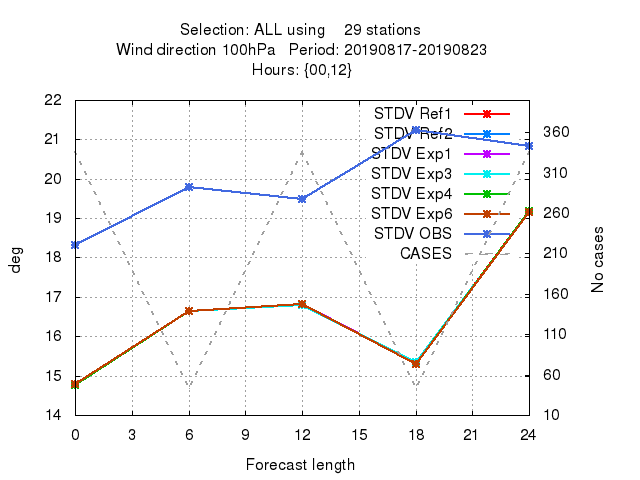 Selection: ALL using    29 stations
Wind direction 100hPa   Period: 20190817-20190823
Hours: {00,12}
22
21
20
19
18
17
16
15
14
deg
STDV Ref1
STDV Ref2
STDV Exp1
STDV Exp3
STDV Exp4
STDV Exp6
STDV OBS
CASES
360
310
260
210
160
110
60
10
No cases
0 3 6 9 12 15 18 21 24
Forecast length